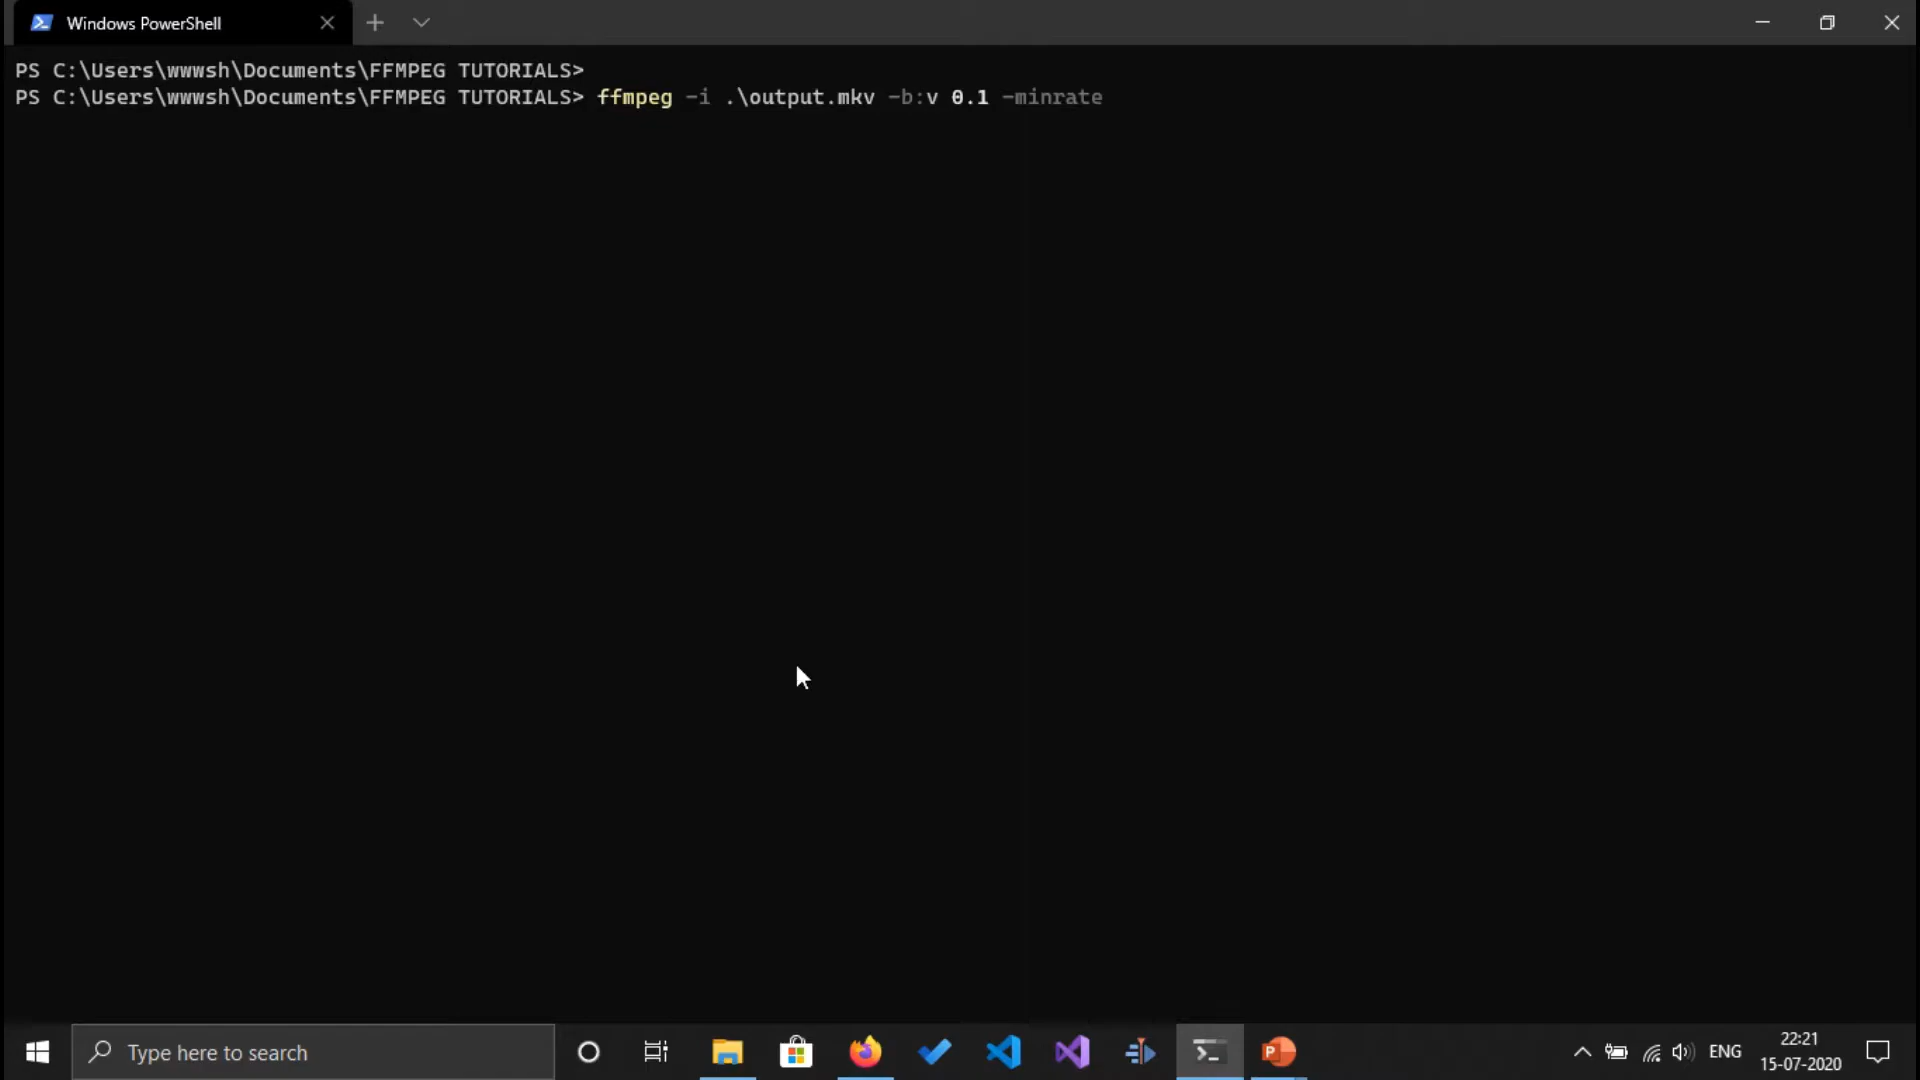 Windows PowerShell
PS C:\Users\wwwsh\Documents\FFMPEG TUTORIALS>
PS C:\Users\wwwsh\Documents\FFMPEG TUTORIALS> ffmpeg -i .\output.mkv -b:v 0.1 -minrate
Type here to search
ENG
22:21
15-07-2020